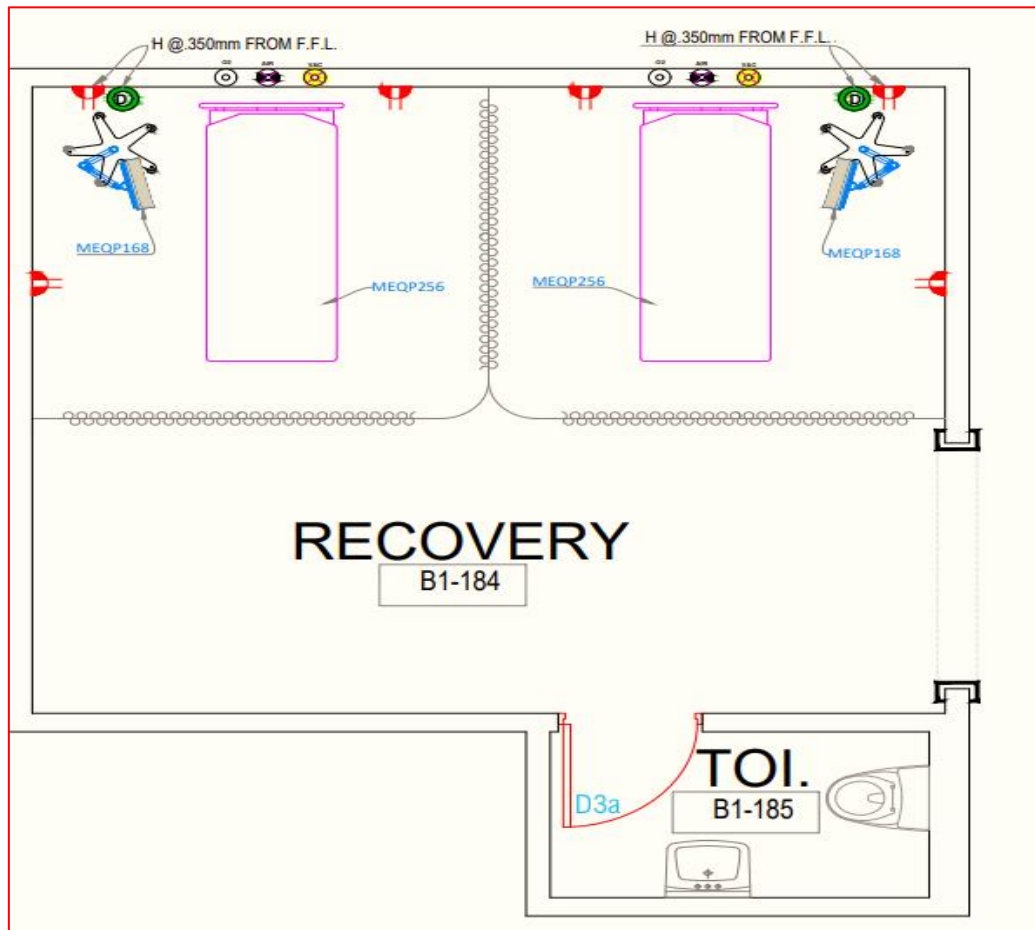 H @.350mm FROM F.F.L.
H @.350mm FROM F.F.L.
O2 AIR VAC
O2 AIR VAC
D
D
MEQP168
MEQP168
MEQP256
MEQP256
RECOVERY
B1-184
TOI.
D3a
B1-185